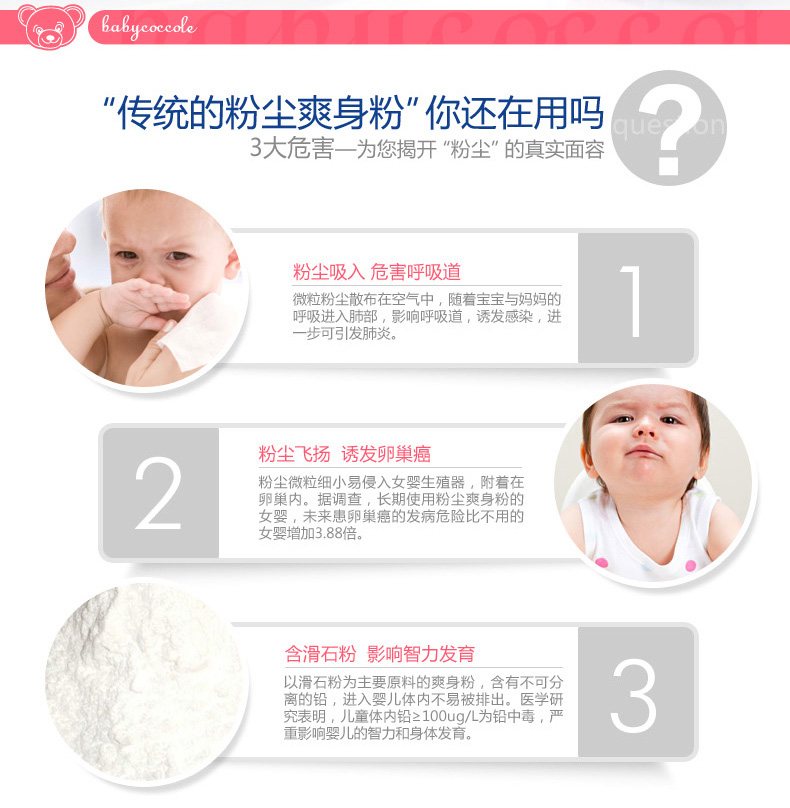 babycoccole
“传统的粉尘爽身粉”你还在用吗
question
?
3大危害—为您揭开“粉尘”的真实面容
粉尘吸入 危害呼吸道
微粒粉尘散布在空气中，随着宝宝与妈妈的
呼吸进入肺部，影响呼吸道，诱发感染，进
一步可引发肺炎。
1
2
粉尘飞扬 诱发卵巢癌
粉尘微粒细小易侵入女婴生殖器，附着在
卵巢内。据调查，长期使用粉尘爽身粉的
女婴，未来患卵巢癌的发病危险比不用的
女婴增加3.88倍。
含滑石粉 影响智力发育
以滑石粉为主要原料的爽身粉，含有不可分
离的铅，进入婴儿体内不易被排出。医学研
究表明，儿童体内铅≥100ug/L为铅中毒，严
重影响婴儿的智力和身体发育。
3